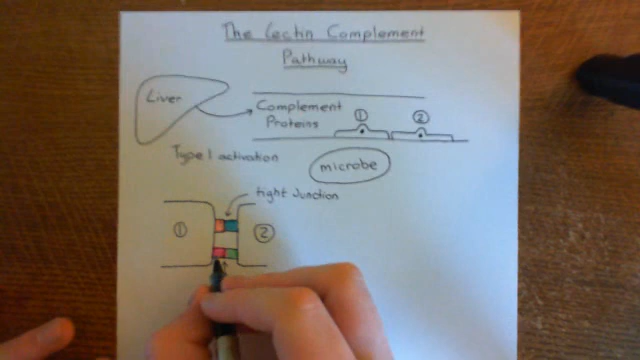 The Lectin Complement
Pathway
Liver
Complement
Proteins
① ②
Type 1 activation
microbe
tight Junction
① ②